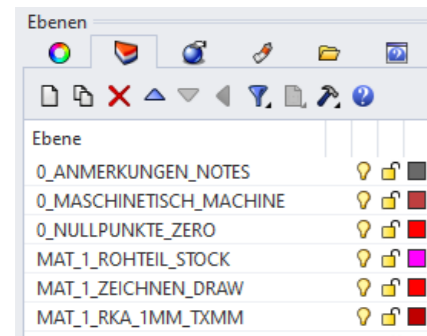 Ebenen
Ebene
0_ANMERKUNGEN_NOTES
0_MASCHINETISCH_MACHINE
0_NULLPUNKTE_ZERO
MAT_1_ROHTEIL_STOCK
MAT_1_ZEICHNEN_DRAW
MAT_1_RKA_1MM_TXMM